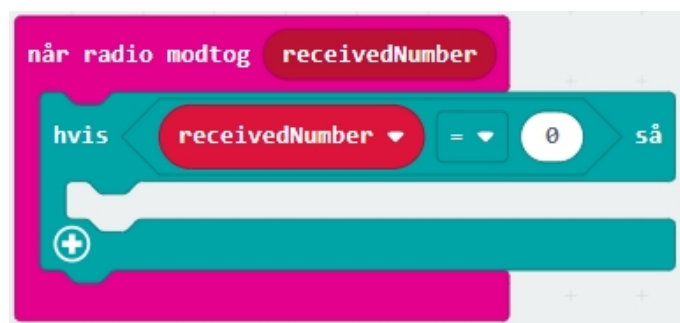 når radio modtog receivedNumber
hvis receivedNumber = 0 så